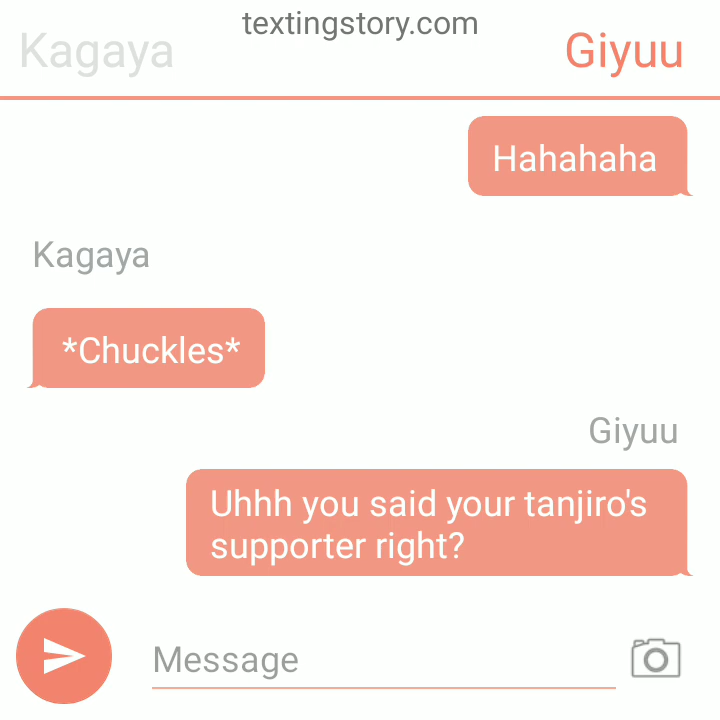 textingstory.com
Kagaya
Giyuu
Hahahaha
Kagaya
*Chuckles*
Giyuu
Uhhh you said your tanjiro's
supporter right?
Message